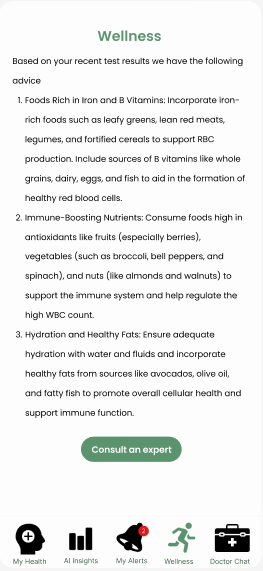 Wellness
Based on your recent test results we have the following
advice
1. Foods Rich in Iron and B Vitamins: Incorporate iron-
rich foods such as leafy greens, lean red meats,
legumes, and fortified cereals to support RBC
production. Include sources of B vitamins like whole
grains, dairy, eggs, and fish to aid in the formation of
healthy red blood cells.
2. Immune-Boosting Nutrients: Consume foods high in
antioxidants like fruits (especially berries),
vegetables (such as broccoli, bell peppers, and
spinach), and nuts (like almonds and walnuts) to
support the immune system and help regulate the
high WBC count.
3. Hydration and Healthy Fats: Ensure adequate
hydration with water and fluids and incorporate
healthy fats from sources like avocados, olive oil,
and fatty fish to promote overall cellular health and
support immune function.
Consult an expert
2
My Health AI Insights My Alerts Wellness Doctor Chat